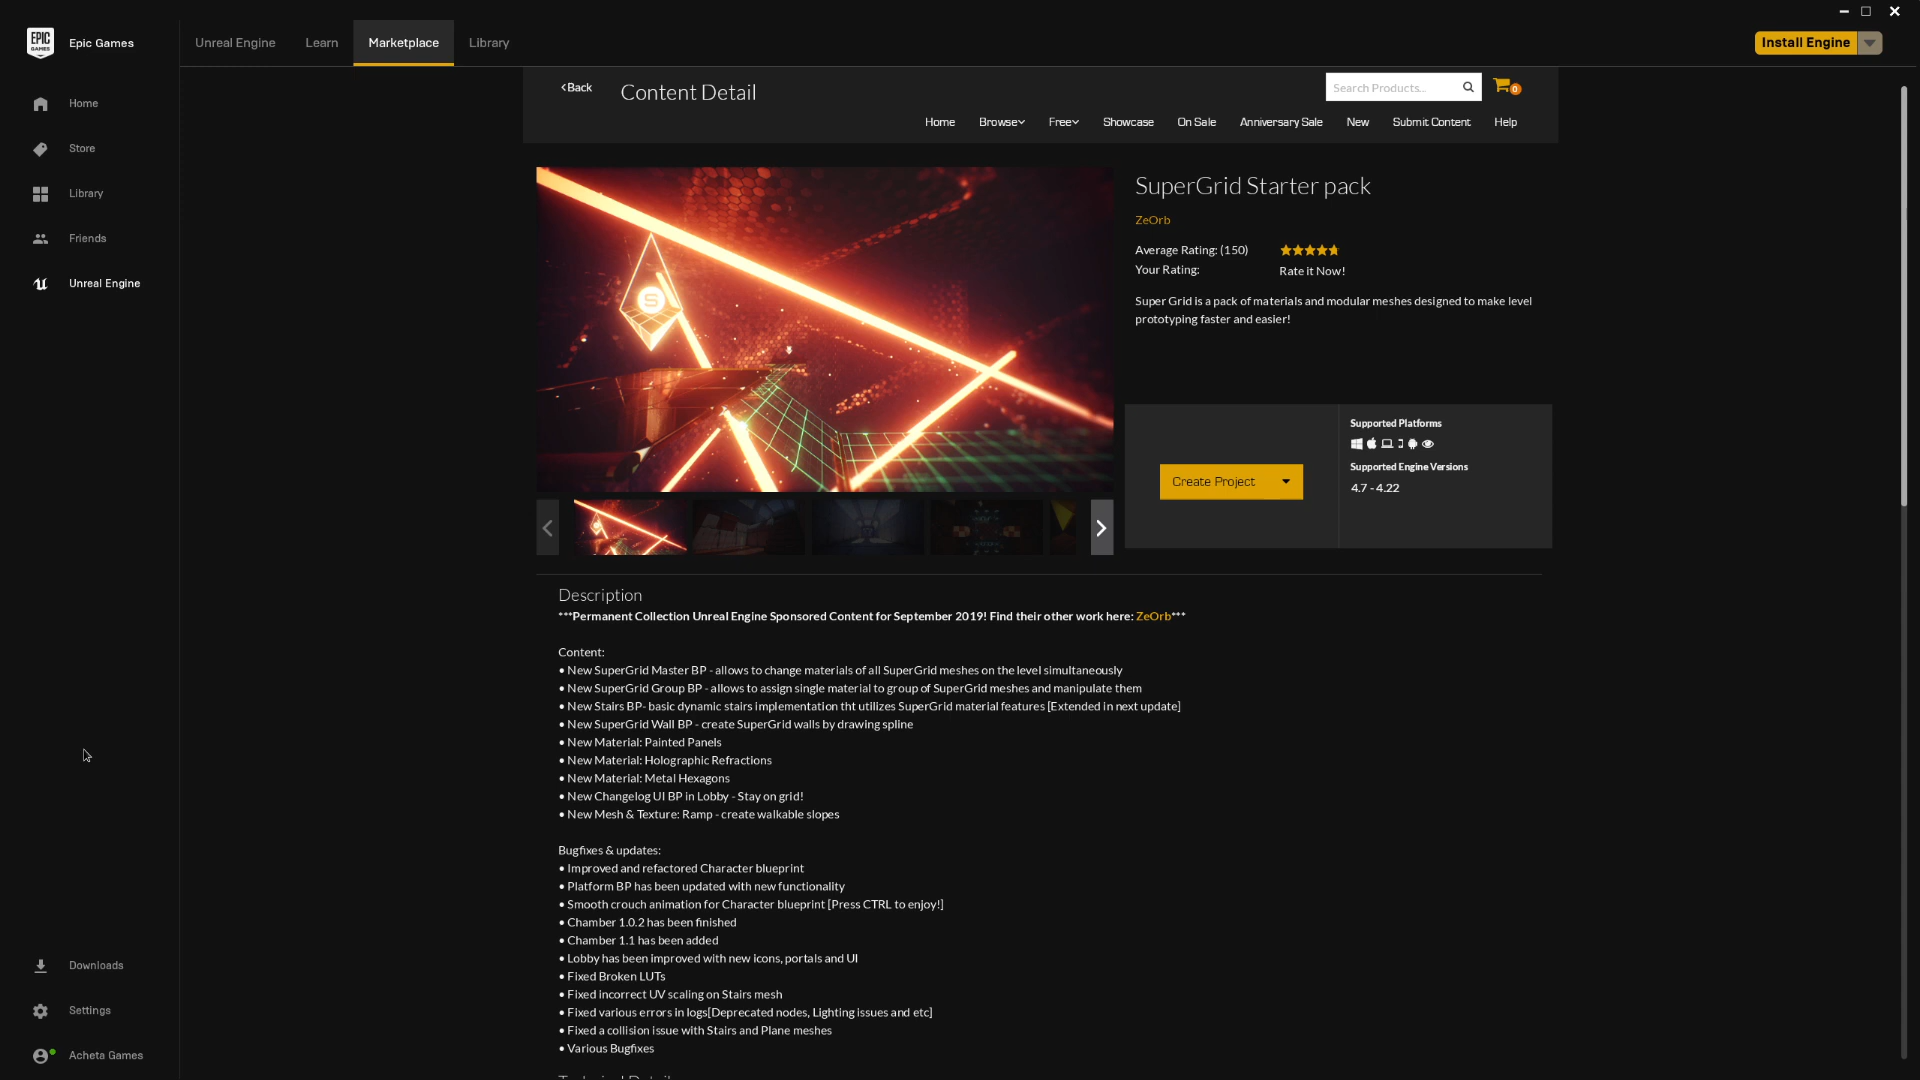 EPIC GAMES
Epic Games
Unreal Engine
Learn
Marketplace
Library
Install Engine
Home
Store
Library
Friends
Unreal Engine
Downloads
Settings
Acheta Games
Back
Content Detail
Search Products...
0
Home
Browse
Free
Showcase
On Sale
Anniversary Sale
New
Submit Content
Help
S
SuperGrid Starter pack
ZeOrb
Average Rating: (150)
Your Rating:
Rate it Now!
Super Grid is a pack of materials and modular meshes designed to make level
prototyping faster and easier!
Create Project
Supported Platforms
Supported Engine Versions
4.7 - 4.22
Description
***Permanent Collection Unreal Engine Sponsored Content for September 2019! Find their other work here: ZeOrb***
Content:
• New SuperGrid Master BP - allows to change materials of all SuperGrid meshes on the level simultaneously
• New SuperGrid Group BP - allows to assign single material to group of SuperGrid meshes and manipulate them
• New Stairs BP- basic dynamic stairs implementation tht utilizes SuperGrid material features [Extended in next update]
• New SuperGrid Wall BP - create SuperGrid walls by drawing spline
• New Material: Painted Panels
• New Material: Holographic Refractions
• New Material: Metal Hexagons
• New Changelog UI BP in Lobby - Stay on grid!
• New Mesh & Texture: Ramp - create walkable slopes
Bugfixes & updates:
• Improved and refactored Character blueprint
• Platform BP has been updated with new functionality
• Smooth crouch animation for Character blueprint [Press CTRL to enjoy!]
• Chamber 1.0.2 has been finished
• Chamber 1.1 has been added
• Lobby has been improved with new icons, portals and UI
• Fixed Broken LUTs
• Fixed incorrect UV scaling on Stairs mesh
• Fixed various errors in logs[Deprecated nodes, Lighting issues and etc]
• Fixed a collision issue with Stairs and Plane meshes
• Various Bugfixes